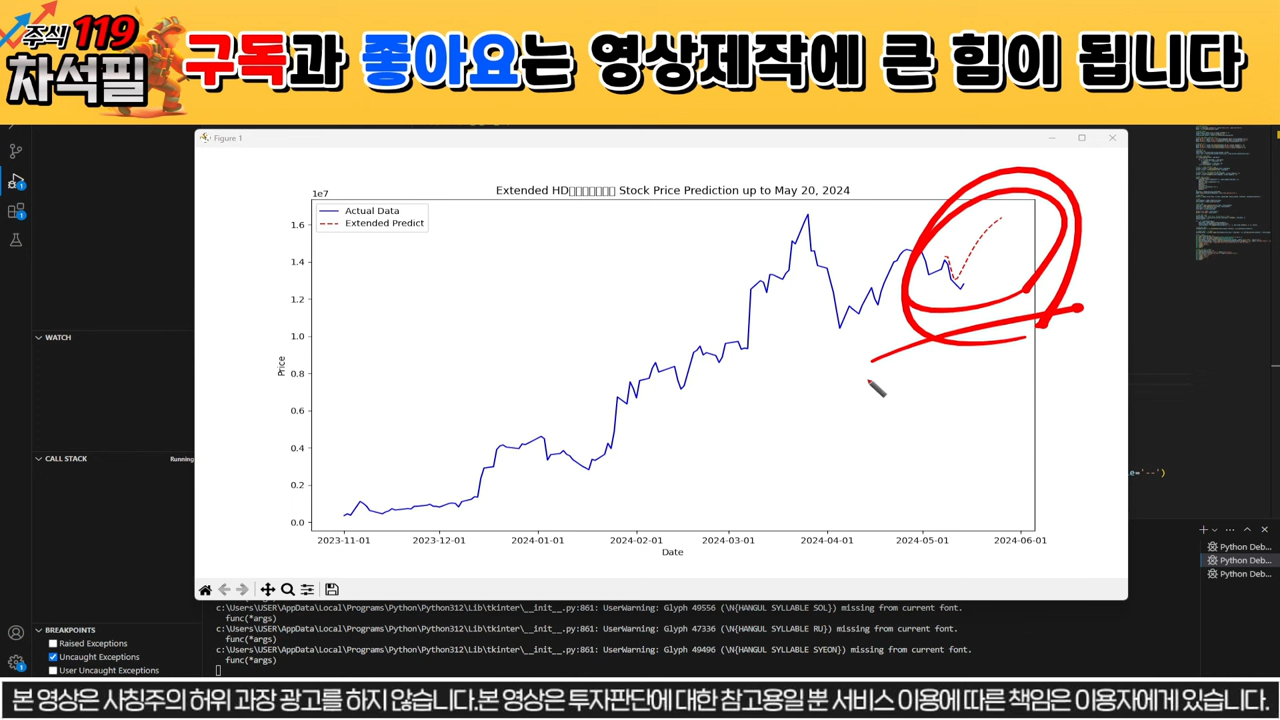 주식 119
차석필
구독과 좋아요는 영상제작에 큰 힘이 됩니다
Figure 1
Extended HD□□□□□□□ Stock Price Prediction up to May 20, 2024
1e7
Actual Data
Extended Predict
1.6
1.4
1.2
1.0
0.8
0.6
0.4
0.2
0.0
Price
2023-11-01 2023-12-01 2024-01-01 2024-02-01 2024-03-01 2024-04-01 2024-05-01 2024-06-01
Date
WATCH
CALL STACK
Running
e='--')
Python Deb...
Python Deb...
Python Deb...
c:\Users\USER\AppData\Local\Programs\Python\Python312\Lib\tkinter\__init__.py:861: UserWarning: Glyph 49556 (\N{HANGUL SYLLABLE SOL}) missing from current font.
func(*args)
c:\Users\USER\AppData\Local\Programs\Python\Python312\Lib\tkinter\__init__.py:861: UserWarning: Glyph 47336 (\N{HANGUL SYLLABLE RU}) missing from current font.
func(*args)
c:\Users\USER\AppData\Local\Programs\Python\Python312\Lib\tkinter\__init__.py:861: UserWarning: Glyph 49496 (\N{HANGUL SYLLABLE SYEON}) missing from current font.
func(*args)
BREAKPOINTS
Raised Exceptions
Uncaught Exceptions
User Uncaught Exceptions
본 영상은 사칭주의 허위 과장 광고를 하지 않습니다.본 영상은 투자판단에 대한 참고용일 뿐 서비스 이용에 따른 책임은 이용자에게 있습니다.